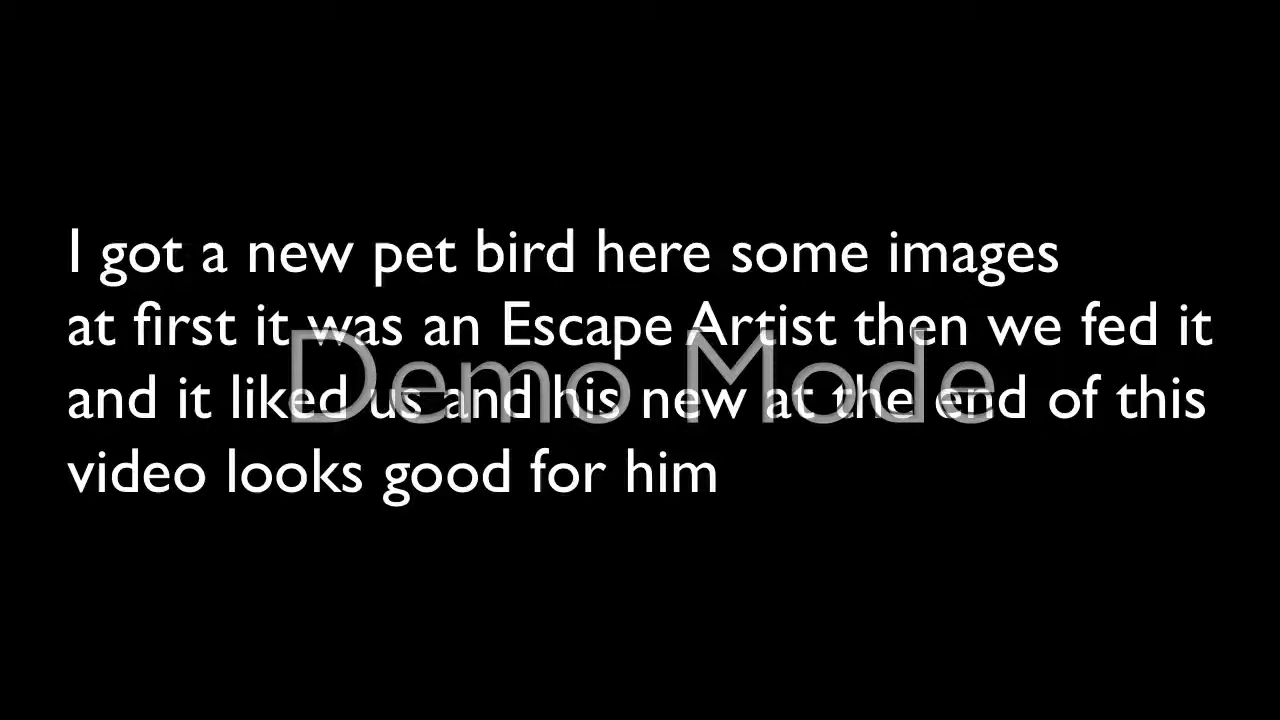 I got a new pet bird here some images
at first it was an Escape Artist then we fed it
and it liked us and his new at the end of this
video looks good for him
Demo Mode